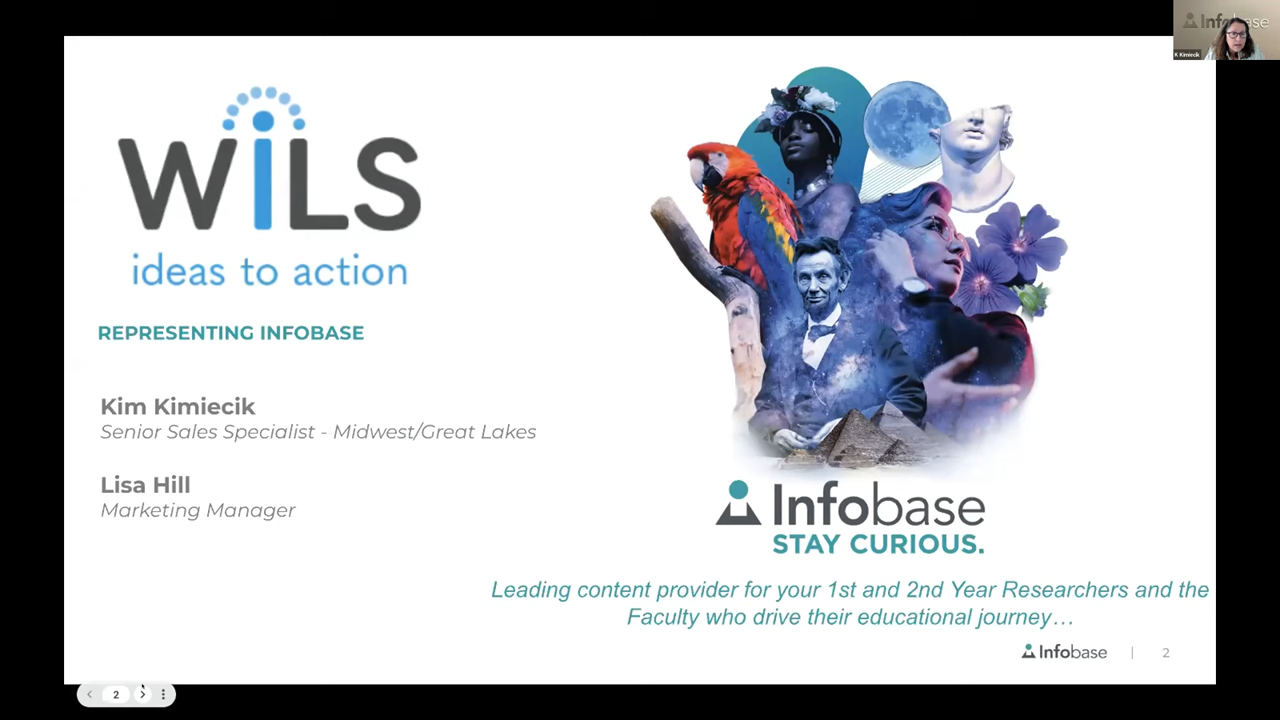 WiLS
ideas to action
REPRESENTING INFOBASE
Kim Kimiecik
Senior Sales Specialist - Midwest/Great Lakes
Lisa Hill
Marketing Manager
Infobase
STAY CURIOUS.
Leading content provider for your 1st and 2nd Year Researchers and the
Faculty who drive their educational journey…
Infobase | 2
2
Infobase
K Kimiecik